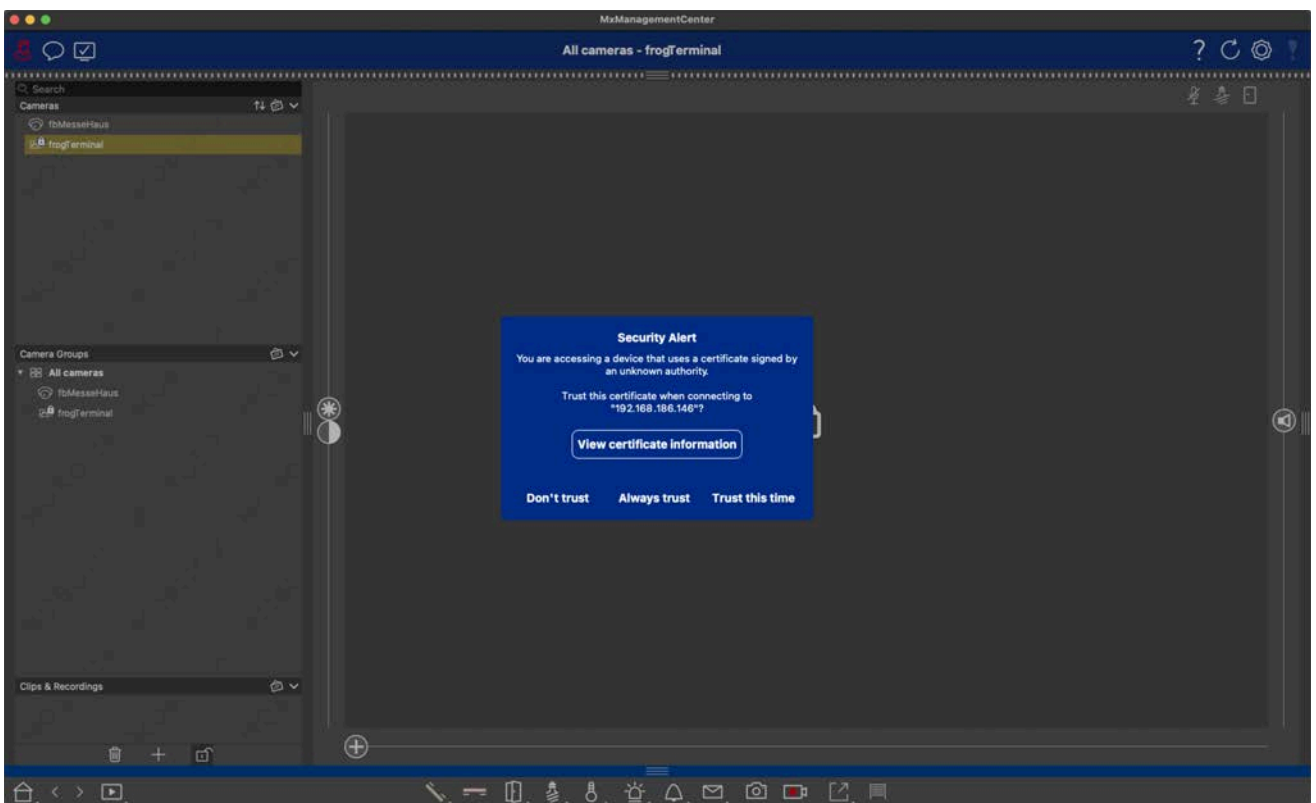 MxManagementCenter
All cameras - frogTerminal
Search
Cameras
fbMesseHaus
frogTerminal
Camera Groups
All cameras
fbMesseHaus
frogTerminal
Clips & Recordings
Security Alert
You are accessing a device that uses a certificate signed by
an unknown authority.
Trust this certificate when connecting to
"192.168.186.146"?
View certificate information
Don't trust
Always trust
Trust this time